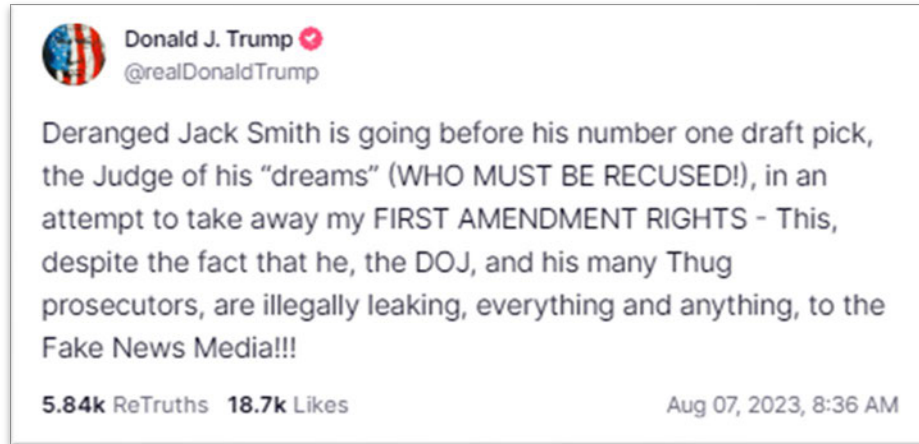 Donald J. Trump
@realDonaldTrump
Deranged Jack Smith is going before his number one draft pick,
the Judge of his “dreams” (WHO MUST BE RECUSED!), in an
attempt to take away my FIRST AMENDMENT RIGHTS - This,
despite the fact that he, the DOJ, and his many Thug
prosecutors, are illegally leaking, everything and anything, to the
Fake News Media!!!
5.84k ReTruths 18.7k Likes Aug 07, 2023, 8:36 AM